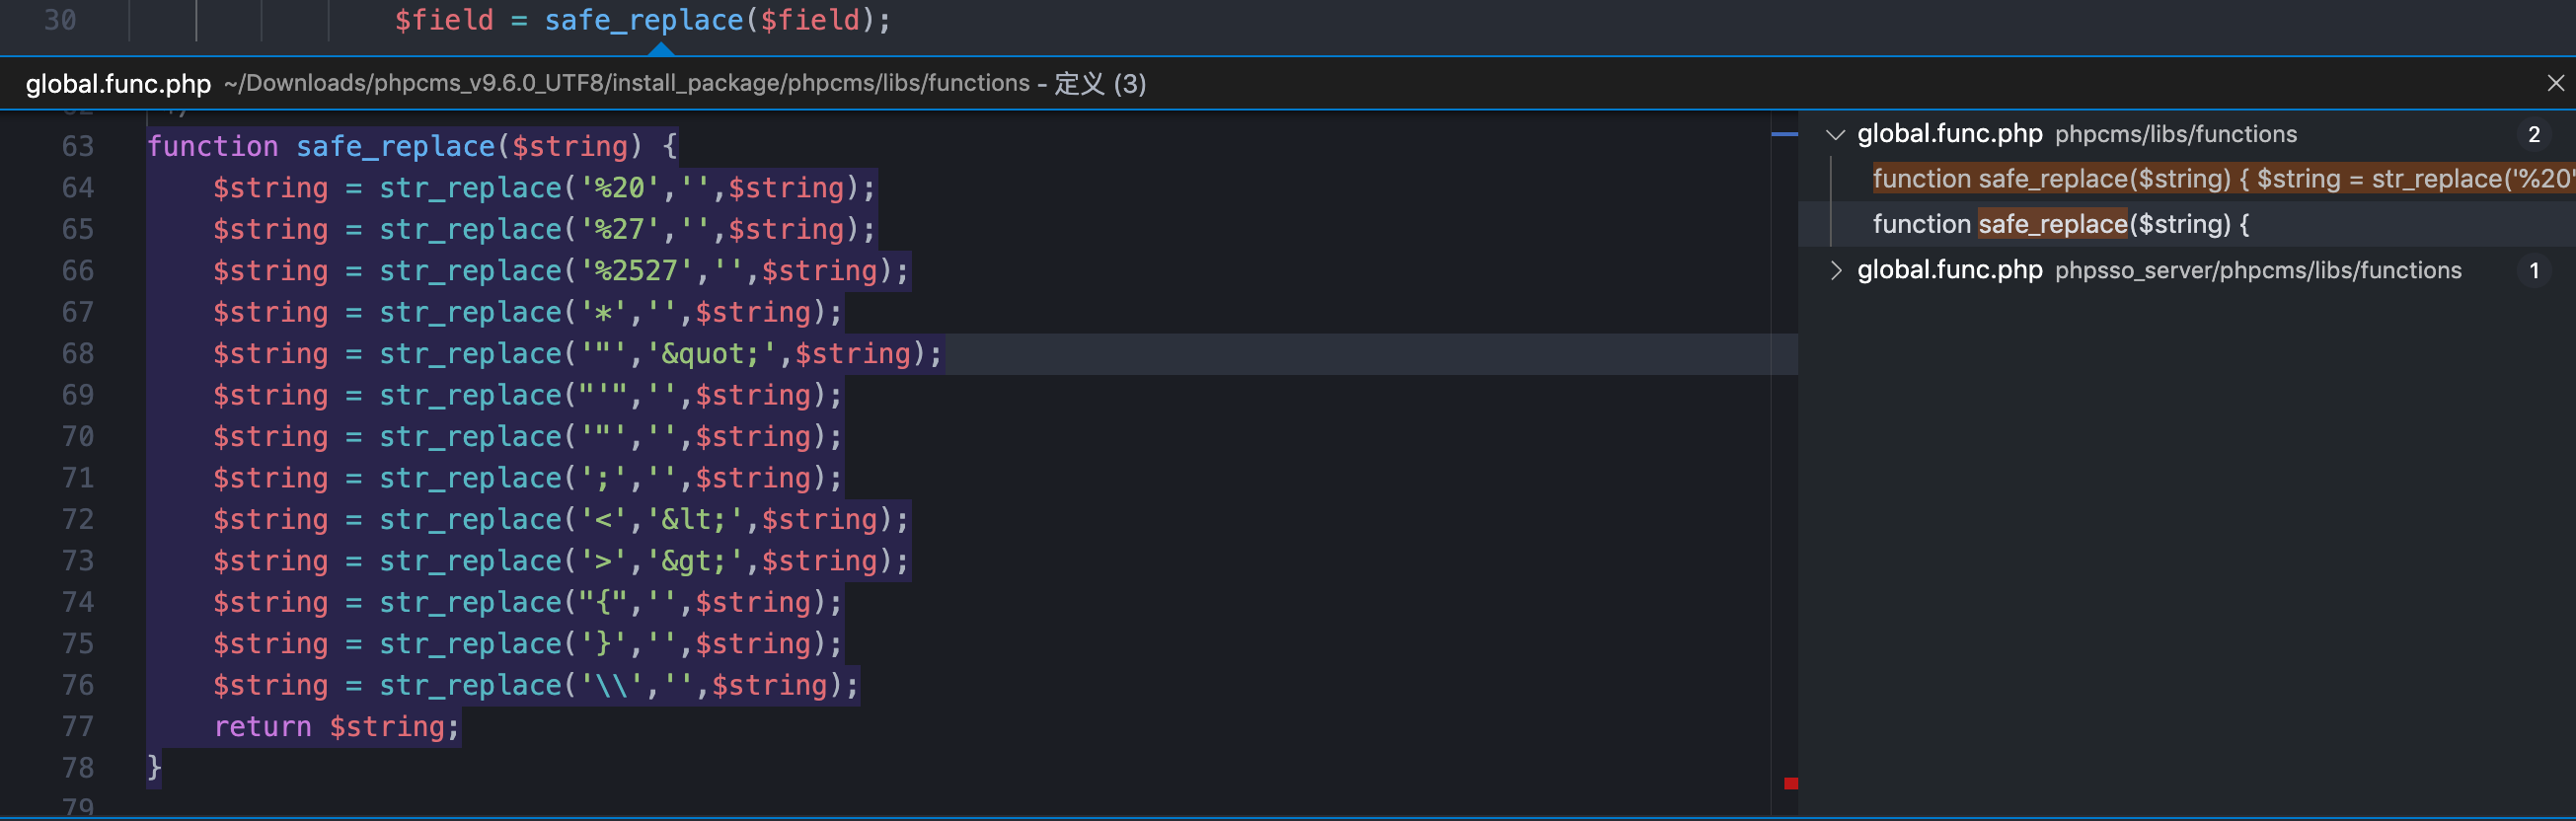 30 $field = safe_replace($field);
global.func.php ~/Downloads/phpcms_v9.6.0_UTF8/install_package/phpcms/libs/functions - 定义 (3)
62 */
63 function safe_replace($string) {
64 $string = str_replace('%20','',$string);
65 $string = str_replace('%27','',$string);
66 $string = str_replace('%2527','',$string);
67 $string = str_replace('*','',$string);
68 $string = str_replace('"','&quot;',$string);
69 $string = str_replace("'",'',$string);
70 $string = str_replace('"','',$string);
71 $string = str_replace(';','',$string);
72 $string = str_replace('<','&lt;',$string);
73 $string = str_replace('>','&gt;',$string);
74 $string = str_replace("{",'',$string);
75 $string = str_replace('}','',$string);
76 $string = str_replace('\\','',$string);
77 return $string;
78 }
79
global.func.php phpcms/libs/functions 2
function safe_replace($string) { $string = str_replace('%20'
function safe_replace($string) {
global.func.php phpsso_server/phpcms/libs/functions 1